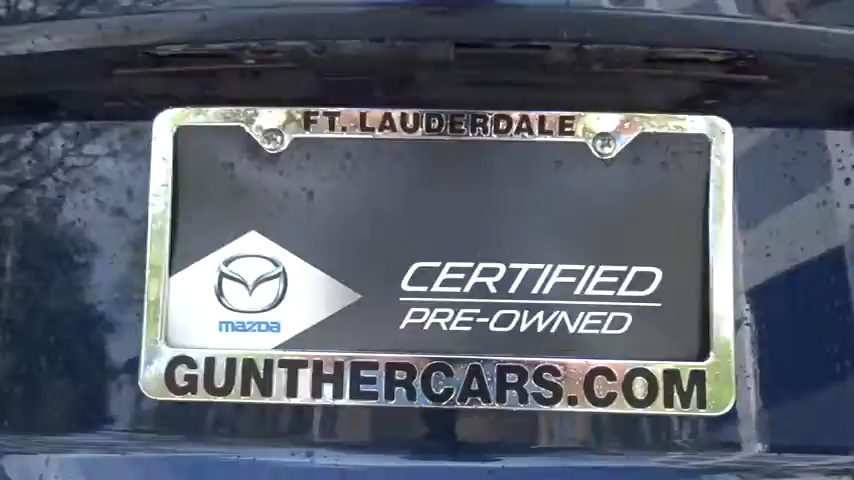 FT. LAUDERDALE
CERTIFIED
PRE-OWNED
mazda
GUNTHERCARS.COM